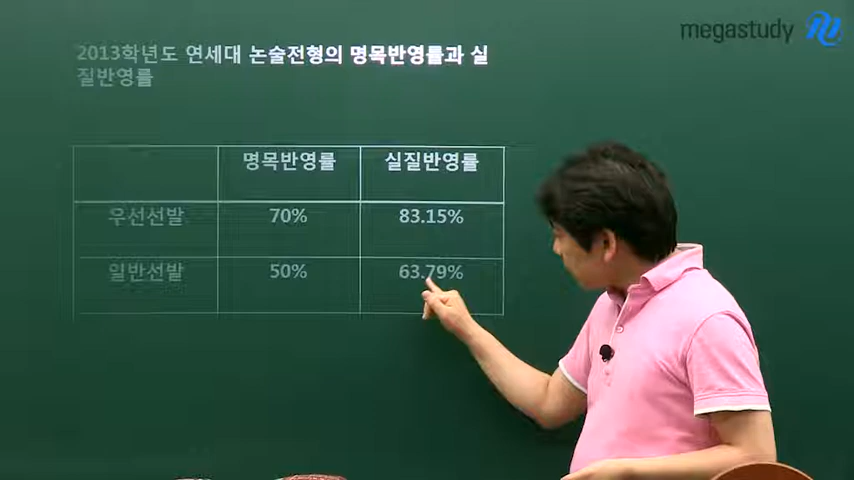 megastudy
2013학년도 연세대 논술전형의 명목반영률과 실
질반영률
명목반영률 실질반영률
우선선발 70% 83.15%
일반선발 50% 63.79%